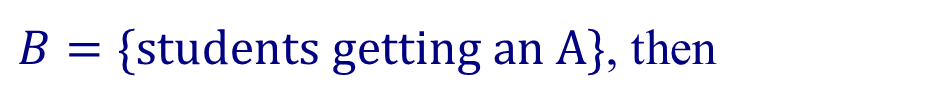 B = {students getting an A}, then